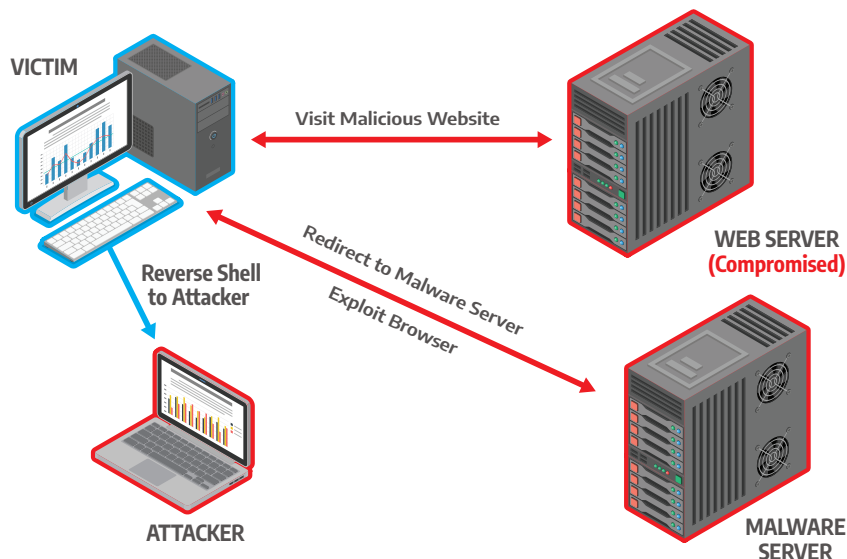 VICTIM
Visit Malicious Website
WEB SERVER
(Compromised)
Redirect to Malware Server
Exploit Browser
Reverse Shell
to Attacker
ATTACKER
MALWARE
SERVER